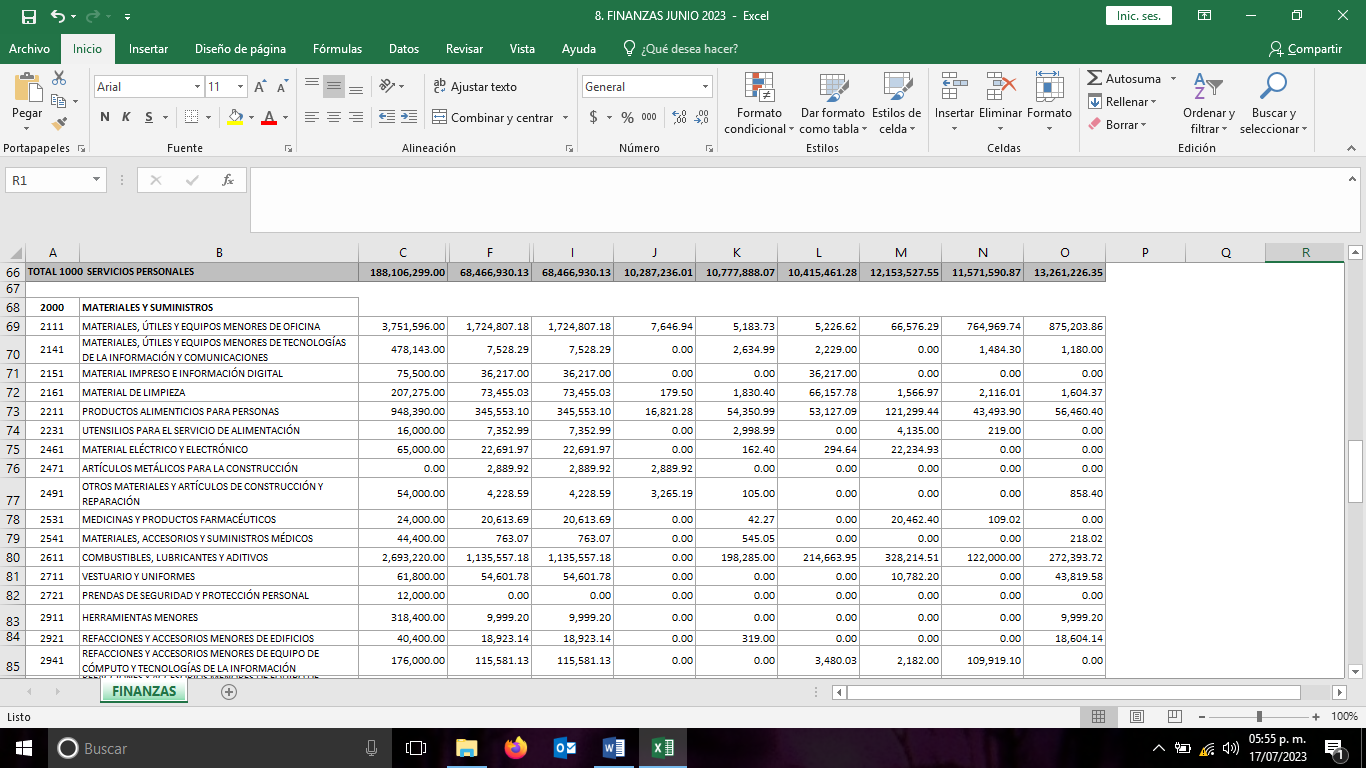 8. FINANZAS JUNIO 2023 - Excel
Inic. ses.
Archivo Inicio Insertar Diseño de página Fórmulas Datos Revisar Vista Ayuda ¿Qué desea hacer? Compartir
Pegar
Arial 11
N K S
Ajustar texto
Combinar y centrar
General
$ % 000
Formato condicional
Dar formato como tabla
Estilos de celda
Insertar Eliminar Formato
Autosuma
Rellenar
Borrar
Ordenar y filtrar
Buscar y seleccionar
Portapapeles Fuente Alineación Número Estilos Celdas Edición
R1 fx
A B C F I J K L M N O P Q R
66 TOTAL 1000 SERVICIOS PERSONALES 188,106,299.00 68,466,930.13 68,466,930.13 10,287,236.01 10,777,888.07 10,415,461.28 12,153,527.55 11,571,590.87 13,261,226.35
67
68 2000 MATERIALES Y SUMINISTROS
69 2111 MATERIALES, ÚTILES Y EQUIPOS MENORES DE OFICINA 3,751,596.00 1,724,807.18 1,724,807.18 7,646.94 5,183.73 5,226.62 66,576.29 764,969.74 875,203.86
70 2141 MATERIALES, ÚTILES Y EQUIPOS MENORES DE TECNOLOGÍAS DE LA INFORMACIÓN Y COMUNICACIONES 478,143.00 7,528.29 7,528.29 0.00 2,634.99 2,229.00 0.00 1,484.30 1,180.00
71 2151 MATERIAL IMPRESO E INFORMACIÓN DIGITAL 75,500.00 36,217.00 36,217.00 0.00 0.00 36,217.00 0.00 0.00 0.00
72 2161 MATERIAL DE LIMPIEZA 207,275.00 73,455.03 73,455.03 179.50 1,830.40 66,157.78 1,566.97 2,116.01 1,604.37
73 2211 PRODUCTOS ALIMENTICIOS PARA PERSONAS 948,390.00 345,553.10 345,553.10 16,821.28 54,350.99 53,127.09 121,299.44 43,493.90 56,460.40
74 2231 UTENSILIOS PARA EL SERVICIO DE ALIMENTACIÓN 16,000.00 7,352.99 7,352.99 0.00 2,998.99 0.00 4,135.00 219.00 0.00
75 2461 MATERIAL ELÉCTRICO Y ELECTRÓNICO 65,000.00 22,691.97 22,691.97 0.00 162.40 294.64 22,234.93 0.00 0.00
76 2471 ARTÍCULOS METÁLICOS PARA LA CONSTRUCCIÓN 0.00 2,889.92 2,889.92 2,889.92 0.00 0.00 0.00 0.00 0.00
77 2491 OTROS MATERIALES Y ARTÍCULOS DE CONSTRUCCIÓN Y REPARACIÓN 54,000.00 4,228.59 4,228.59 3,265.19 105.00 0.00 0.00 0.00 858.40
78 2531 MEDICINAS Y PRODUCTOS FARMACÉUTICOS 24,000.00 20,613.69 20,613.69 0.00 42.27 0.00 20,462.40 109.02 0.00
79 2541 MATERIALES, ACCESORIOS Y SUMINISTROS MÉDICOS 44,400.00 763.07 763.07 0.00 545.05 0.00 0.00 0.00 218.02
80 2611 COMBUSTIBLES, LUBRICANTES Y ADITIVOS 2,693,220.00 1,135,557.18 1,135,557.18 0.00 198,285.00 214,663.95 328,214.51 122,000.00 272,393.72
81 2711 VESTUARIO Y UNIFORMES 61,800.00 54,601.78 54,601.78 0.00 0.00 0.00 10,782.20 0.00 43,819.58
82 2721 PRENDAS DE SEGURIDAD Y PROTECCIÓN PERSONAL 12,000.00 0.00 0.00 0.00 0.00 0.00 0.00 0.00 0.00
83 2911 HERRAMIENTAS MENORES 318,400.00 9,999.20 9,999.20 0.00 0.00 0.00 0.00 0.00 9,999.20
84 2921 REFACCIONES Y ACCESORIOS MENORES DE EDIFICIOS 40,400.00 18,923.14 18,923.14 0.00 319.00 0.00 0.00 0.00 18,604.14
85 2941 REFACCIONES Y ACCESORIOS MENORES DE EQUIPO DE CÓMPUTO Y TECNOLOGÍAS DE LA INFORMACIÓN 176,000.00 115,581.13 115,581.13 0.00 0.00 3,480.03 2,182.00 109,919.10 0.00
FINANZAS
Listo 100%
Buscar
05:55 p. m.
17/07/2023